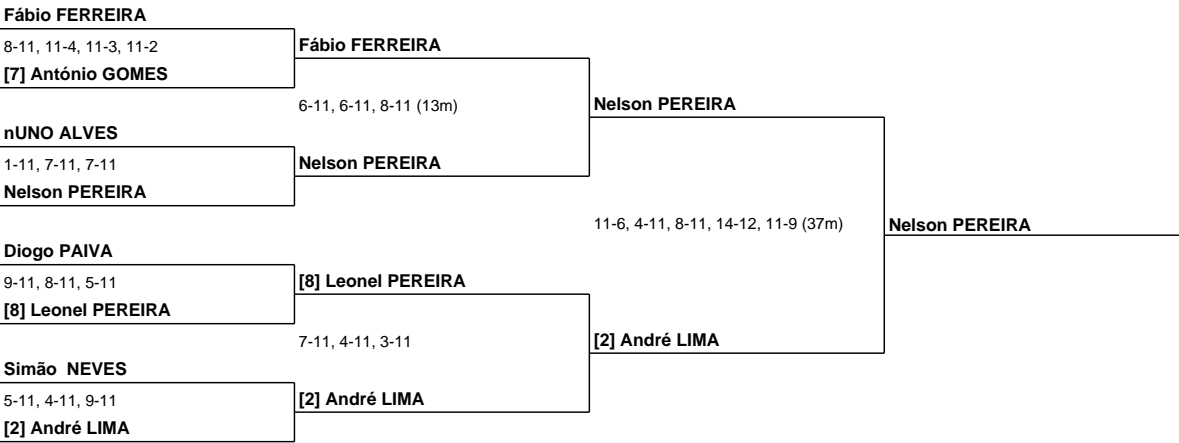 Fábio FERREIRA
8-11, 11-4, 11-3, 11-2
Fábio FERREIRA
[7] António GOMES
6-11, 6-11, 8-11 (13m)
Nelson PEREIRA
nUNO ALVES
1-11, 7-11, 7-11
Nelson PEREIRA
Nelson PEREIRA
11-6, 4-11, 8-11, 14-12, 11-9 (37m)
Nelson PEREIRA
Diogo PAIVA
9-11, 8-11, 5-11
[8] Leonel PEREIRA
[8] Leonel PEREIRA
7-11, 4-11, 3-11
[2] André LIMA
Simão  NEVES
5-11, 4-11, 9-11
[2] André LIMA
[2] André LIMA